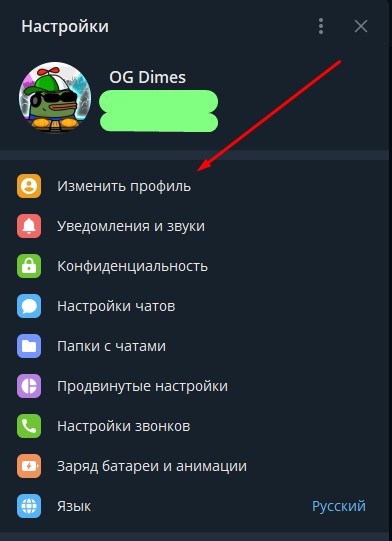 Настройки
OG Dimes
Изменить профиль
Уведомления и звуки
Конфиденциальность
Настройки чатов
Папки с чатами
Продвинутые настройки
Настройки звонков
Заряд батареи и анимации
Язык Русский